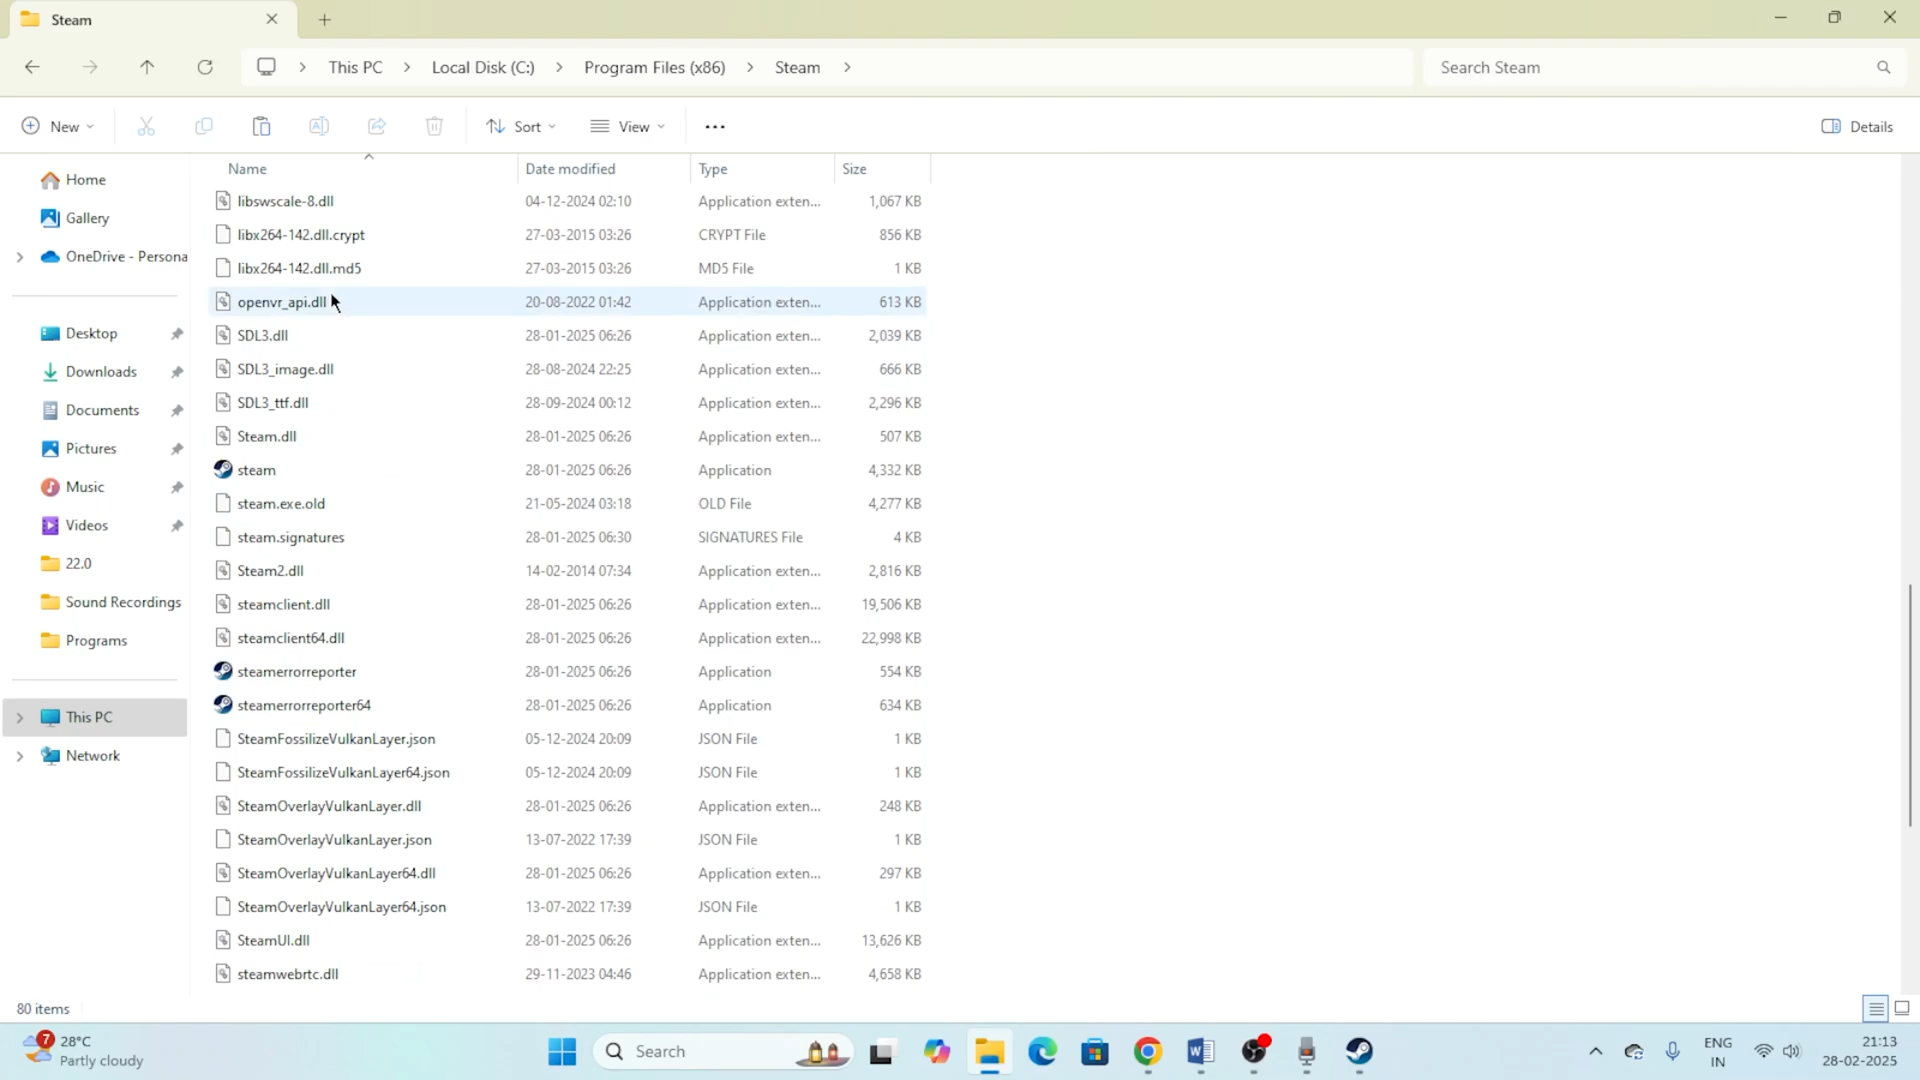 Steam
This PC
Local Disk (C:)
Program Files (x86)
Steam
Search Steam
New
Sort
View
Details
Name
Date modified
Type
Size
Home
Gallery
OneDrive - Persona
Desktop
Downloads
Documents
Pictures
Music
Videos
22.0
Sound Recordings
Programs
This PC
Network
libswscale-8.dll 04-12-2024 02:10 Application exten... 1,067 KB
libx264-142.dll.crypt 27-03-2015 03:26 CRYPT File 856 KB
libx264-142.dll.md5 27-03-2015 03:26 MD5 File 1 KB
openvr_api.dll 20-08-2022 01:42 Application exten... 613 KB
SDL3.dll 28-01-2025 06:26 Application exten... 2,039 KB
SDL3_image.dll 28-08-2024 22:25 Application exten... 666 KB
SDL3_ttf.dll 28-09-2024 00:12 Application exten... 2,296 KB
Steam.dll 28-01-2025 06:26 Application exten... 507 KB
steam 28-01-2025 06:26 Application 4,332 KB
steam.exe.old 21-05-2024 03:18 OLD File 4,277 KB
steam.signatures 28-01-2025 06:30 SIGNATURES File 4 KB
Steam2.dll 14-02-2014 07:34 Application exten... 2,816 KB
steamclient.dll 28-01-2025 06:26 Application exten... 19,506 KB
steamclient64.dll 28-01-2025 06:26 Application exten... 22,998 KB
steamerrorreporter 28-01-2025 06:26 Application 554 KB
steamerrorreporter64 28-01-2025 06:26 Application 634 KB
SteamFossilizeVulkanLayer.json 05-12-2024 20:09 JSON File 1 KB
SteamFossilizeVulkanLayer64.json 05-12-2024 20:09 JSON File 1 KB
SteamOverlayVulkanLayer.dll 28-01-2025 06:26 Application exten... 248 KB
SteamOverlayVulkanLayer.json 13-07-2022 17:39 JSON File 1 KB
SteamOverlayVulkanLayer64.dll 28-01-2025 06:26 Application exten... 297 KB
SteamOverlayVulkanLayer64.json 13-07-2022 17:39 JSON File 1 KB
SteamUI.dll 28-01-2025 06:26 Application exten... 13,626 KB
steamwebrtc.dll 29-11-2023 04:46 Application exten... 4,658 KB
80 items
7
28°C
Partly cloudy
Search
ENG
IN
21:13
28-02-2025